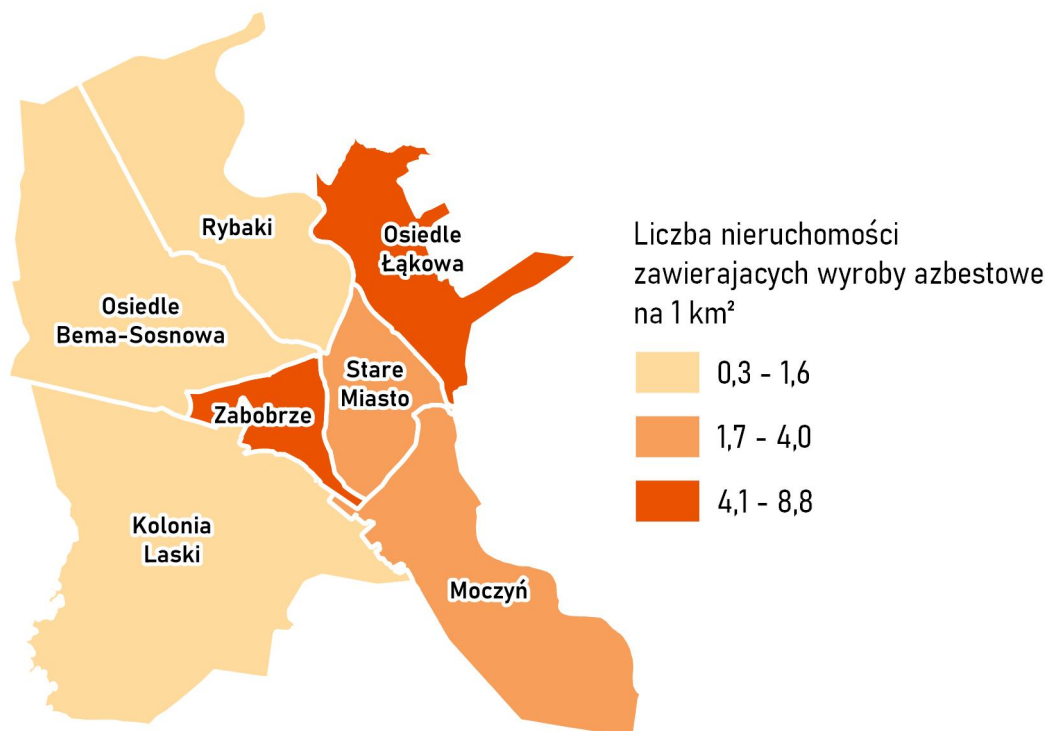 Rybaki
Osiedle
Łąkowa
Osiedle
Bema-Sosnowa
Stare
Miasto
Zabobrze
Kolonia
Laski
Moczyń
Liczba nieruchomości
zawierajacych wyroby azbestowe
na 1 km²
0,3 - 1,6
1,7 - 4,0
4,1 - 8,8